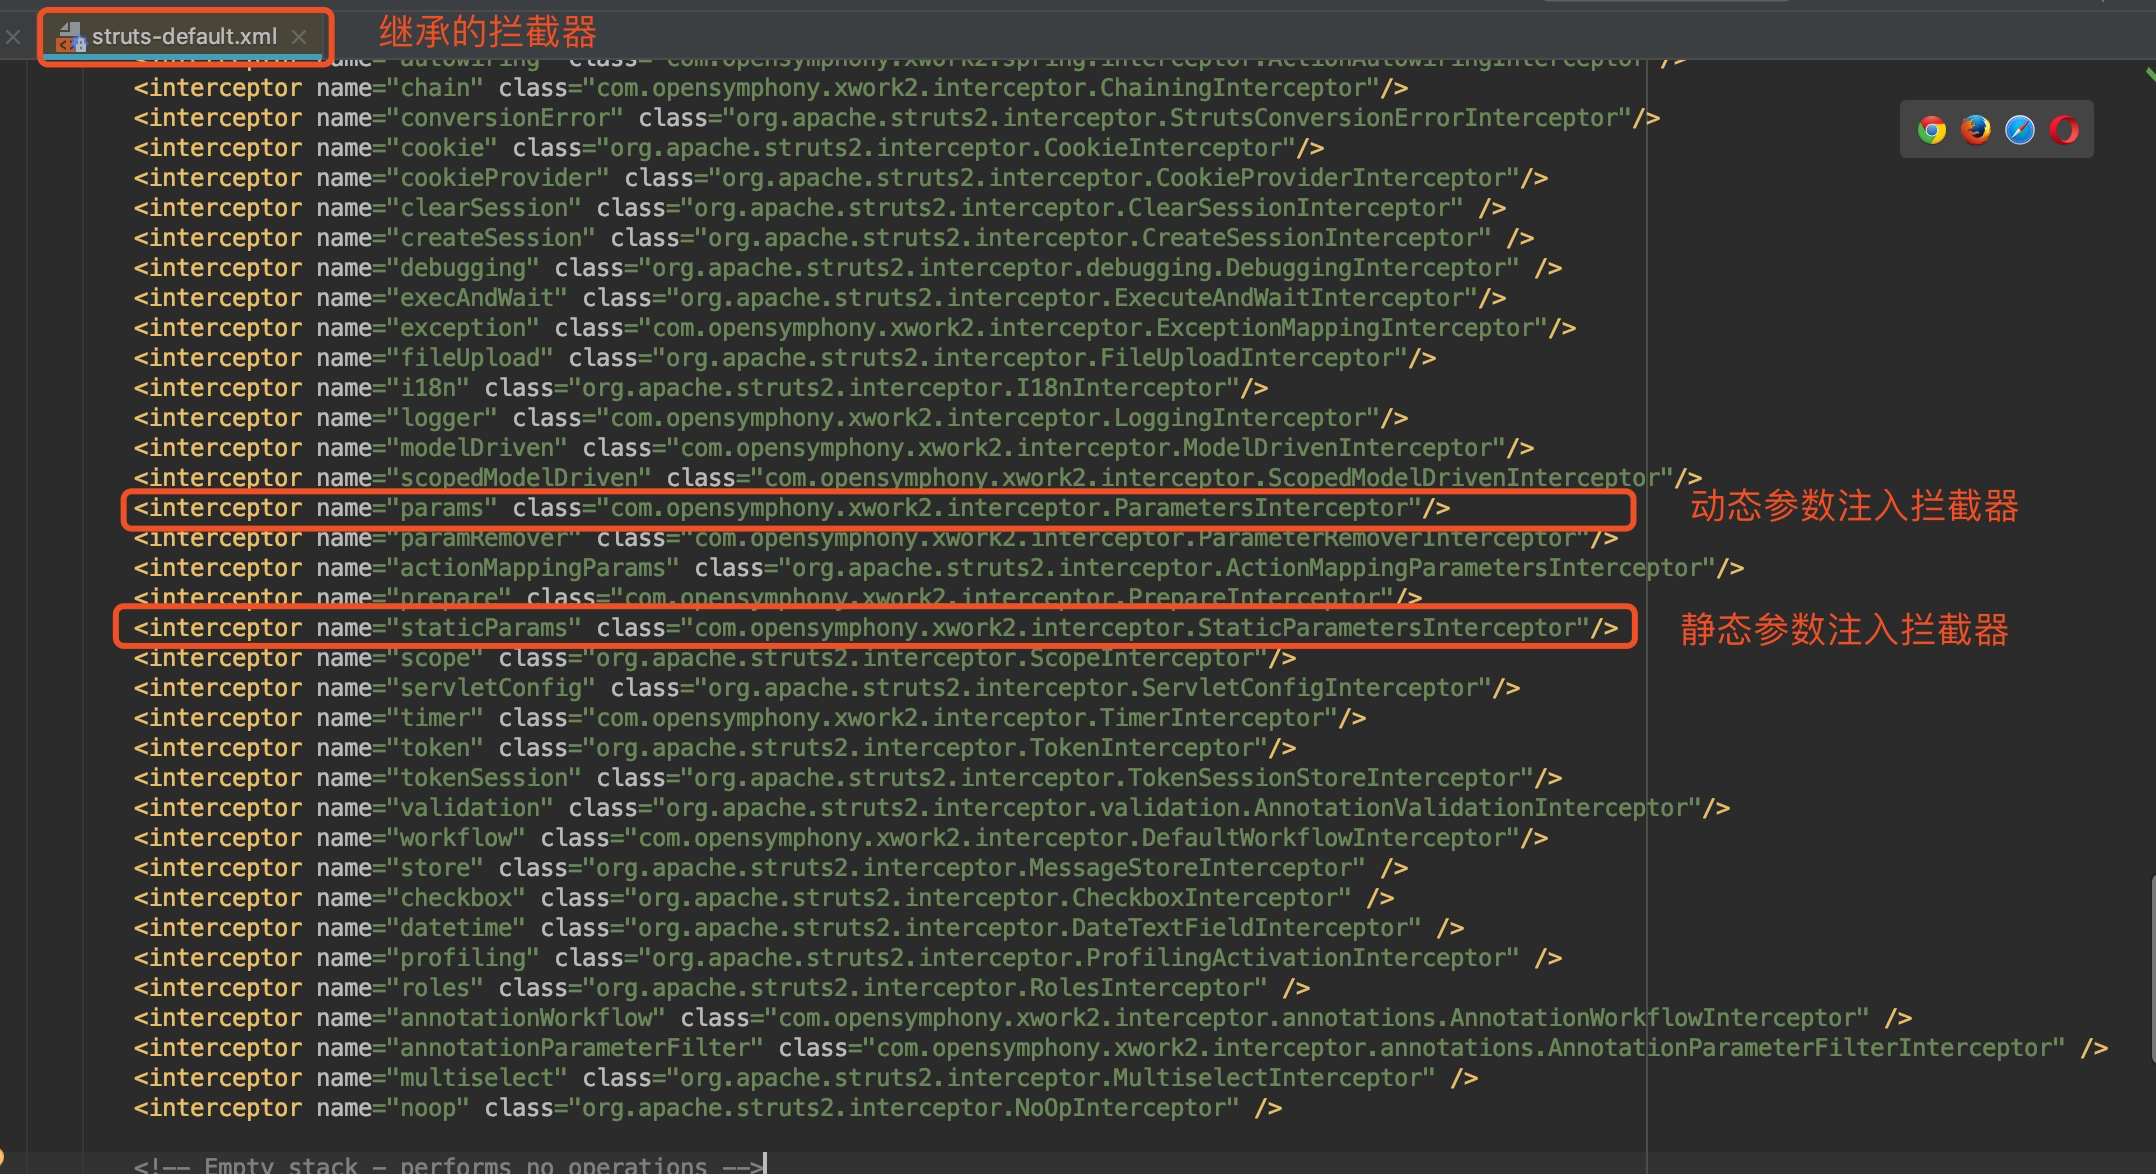 struts-default.xml
继承的拦截器
<interceptor name="autowiring" class="com.opensymphony.xwork2.spring.interceptor.ActionAutowiringInterceptor"/>
<interceptor name="chain" class="com.opensymphony.xwork2.interceptor.ChainingInterceptor"/>
<interceptor name="conversionError" class="org.apache.struts2.interceptor.StrutsConversionErrorInterceptor"/>
<interceptor name="cookie" class="org.apache.struts2.interceptor.CookieInterceptor"/>
<interceptor name="cookieProvider" class="org.apache.struts2.interceptor.CookieProviderInterceptor"/>
<interceptor name="clearSession" class="org.apache.struts2.interceptor.ClearSessionInterceptor" />
<interceptor name="createSession" class="org.apache.struts2.interceptor.CreateSessionInterceptor" />
<interceptor name="debugging" class="org.apache.struts2.interceptor.debugging.DebuggingInterceptor" />
<interceptor name="execAndWait" class="org.apache.struts2.interceptor.ExecuteAndWaitInterceptor"/>
<interceptor name="exception" class="com.opensymphony.xwork2.interceptor.ExceptionMappingInterceptor"/>
<interceptor name="fileUpload" class="org.apache.struts2.interceptor.FileUploadInterceptor"/>
<interceptor name="i18n" class="org.apache.struts2.interceptor.I18nInterceptor"/>
<interceptor name="logger" class="com.opensymphony.xwork2.interceptor.LoggingInterceptor"/>
<interceptor name="modelDriven" class="com.opensymphony.xwork2.interceptor.ModelDrivenInterceptor"/>
<interceptor name="scopedModelDriven" class="com.opensymphony.xwork2.interceptor.ScopedModelDrivenInterceptor"/>
<interceptor name="params" class="com.opensymphony.xwork2.interceptor.ParametersInterceptor"/>
动态参数注入拦截器
<interceptor name="paramRemover" class="com.opensymphony.xwork2.interceptor.ParameterRemoverInterceptor"/>
<interceptor name="actionMappingParams" class="org.apache.struts2.interceptor.ActionMappingParametersInterceptor"/>
<interceptor name="prepare" class="com.opensymphony.xwork2.interceptor.PrepareInterceptor"/>
<interceptor name="staticParams" class="com.opensymphony.xwork2.interceptor.StaticParametersInterceptor"/>
静态参数注入拦截器
<interceptor name="scope" class="org.apache.struts2.interceptor.ScopeInterceptor"/>
<interceptor name="servletConfig" class="org.apache.struts2.interceptor.ServletConfigInterceptor"/>
<interceptor name="timer" class="com.opensymphony.xwork2.interceptor.TimerInterceptor"/>
<interceptor name="token" class="org.apache.struts2.interceptor.TokenInterceptor"/>
<interceptor name="tokenSession" class="org.apache.struts2.interceptor.TokenSessionStoreInterceptor"/>
<interceptor name="validation" class="org.apache.struts2.interceptor.validation.AnnotationValidationInterceptor"/>
<interceptor name="workflow" class="com.opensymphony.xwork2.interceptor.DefaultWorkflowInterceptor"/>
<interceptor name="store" class="org.apache.struts2.interceptor.MessageStoreInterceptor" />
<interceptor name="checkbox" class="org.apache.struts2.interceptor.CheckboxInterceptor" />
<interceptor name="datetime" class="org.apache.struts2.interceptor.DateTextFieldInterceptor" />
<interceptor name="profiling" class="org.apache.struts2.interceptor.ProfilingActivationInterceptor" />
<interceptor name="roles" class="org.apache.struts2.interceptor.RolesInterceptor" />
<interceptor name="annotationWorkflow" class="com.opensymphony.xwork2.interceptor.annotations.AnnotationWorkflowInterceptor" />
<interceptor name="annotationParameterFilter" class="com.opensymphony.xwork2.interceptor.annotations.AnnotationParameterFilterInterceptor" />
<interceptor name="multiselect" class="org.apache.struts2.interceptor.MultiselectInterceptor" />
<interceptor name="noop" class="org.apache.struts2.interceptor.NoOpInterceptor" />
<!-- Empty stack - performs no operations -->